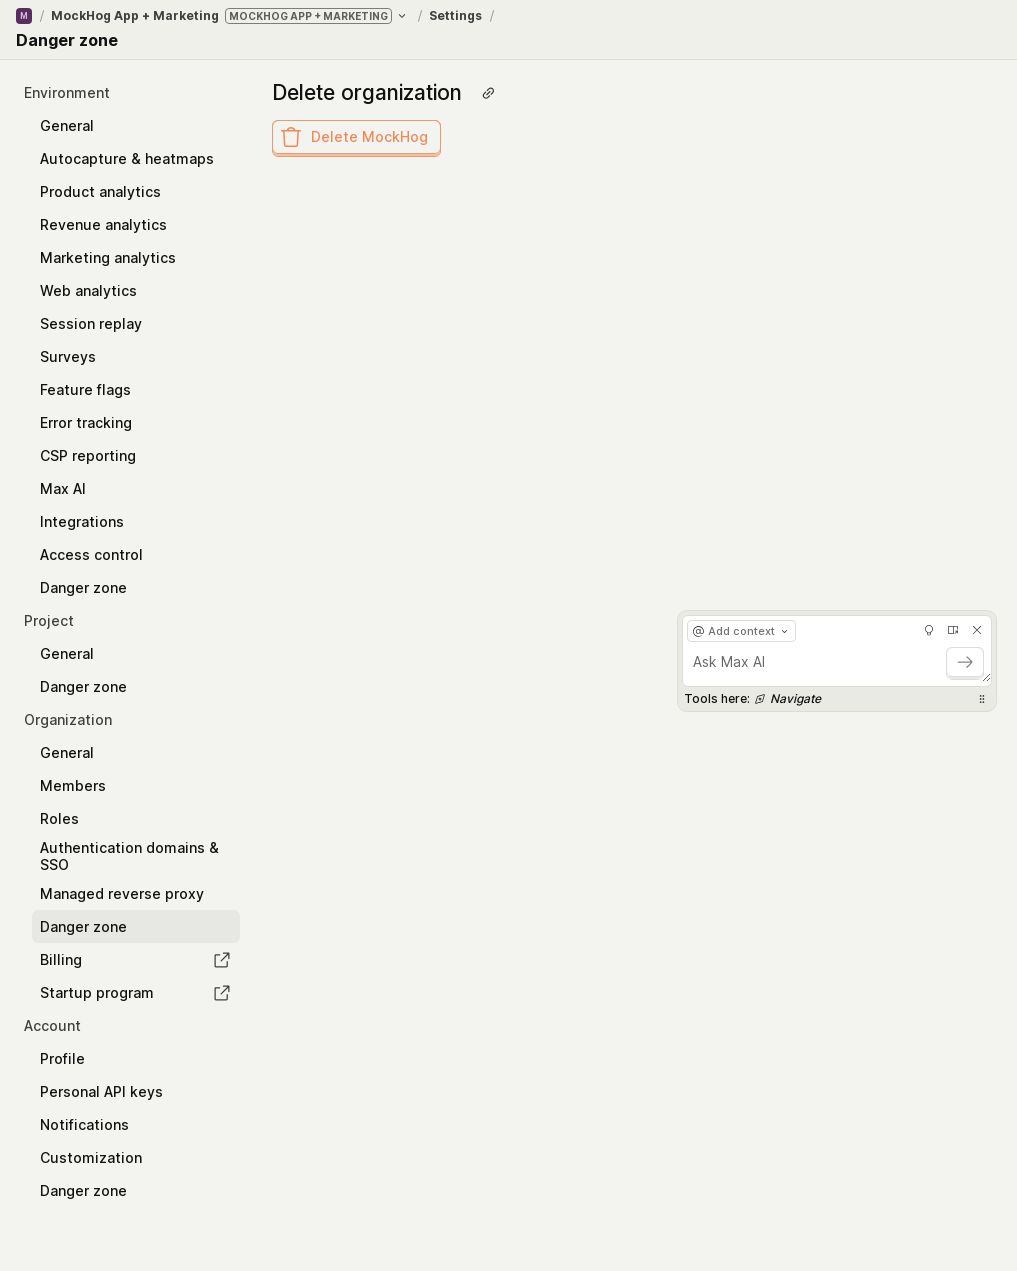 M / MockHog App + Marketing MOCKHOG APP + MARKETING / Settings /
Danger zone
Environment
General
Autocapture & heatmaps
Product analytics
Revenue analytics
Marketing analytics
Web analytics
Session replay
Surveys
Feature flags
Error tracking
CSP reporting
Max AI
Integrations
Access control
Danger zone
Project
General
Danger zone
Organization
General
Members
Roles
Authentication domains &
SSO
Managed reverse proxy
Danger zone
Billing
Startup program
Account
Profile
Personal API keys
Notifications
Customization
Danger zone
Delete organization
Delete MockHog
@ Add context
Ask Max AI
Tools here: Navigate